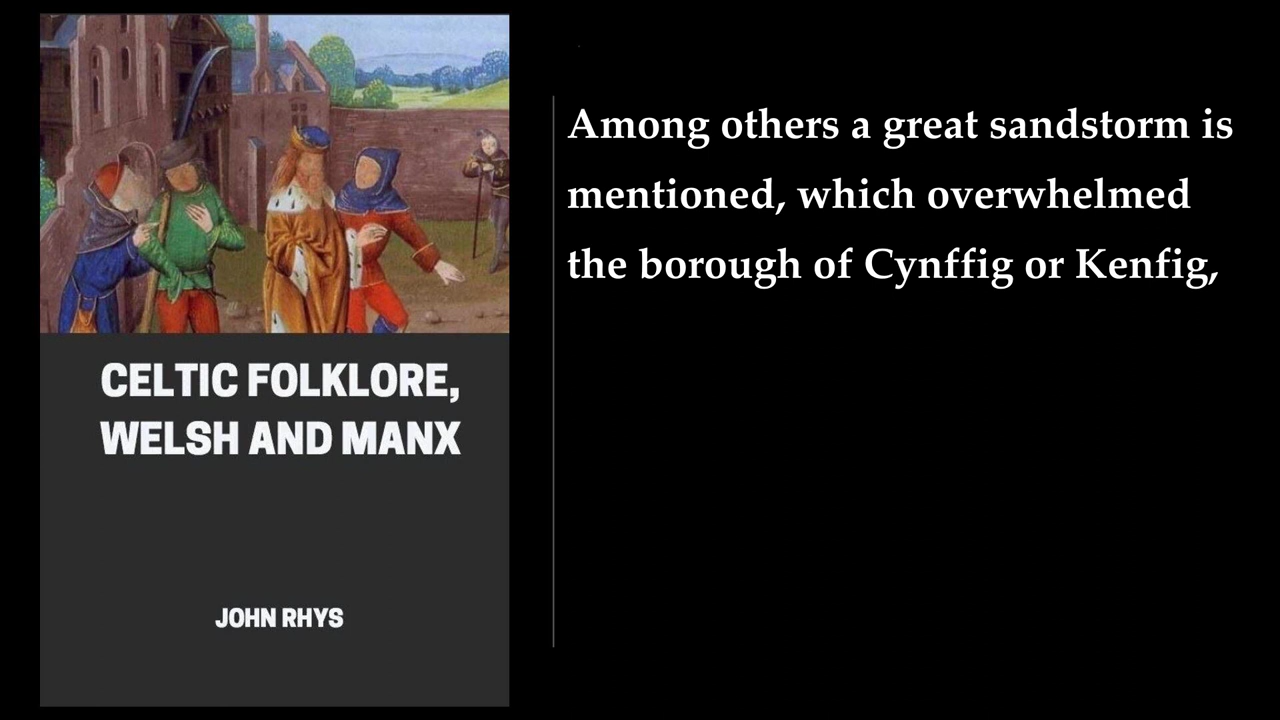 CELTIC FOLKLORE,
WELSH AND MANX
JOHN RHYS
Among others a great sandstorm is
mentioned, which overwhelmed
the borough of Cynffig or Kenfig,